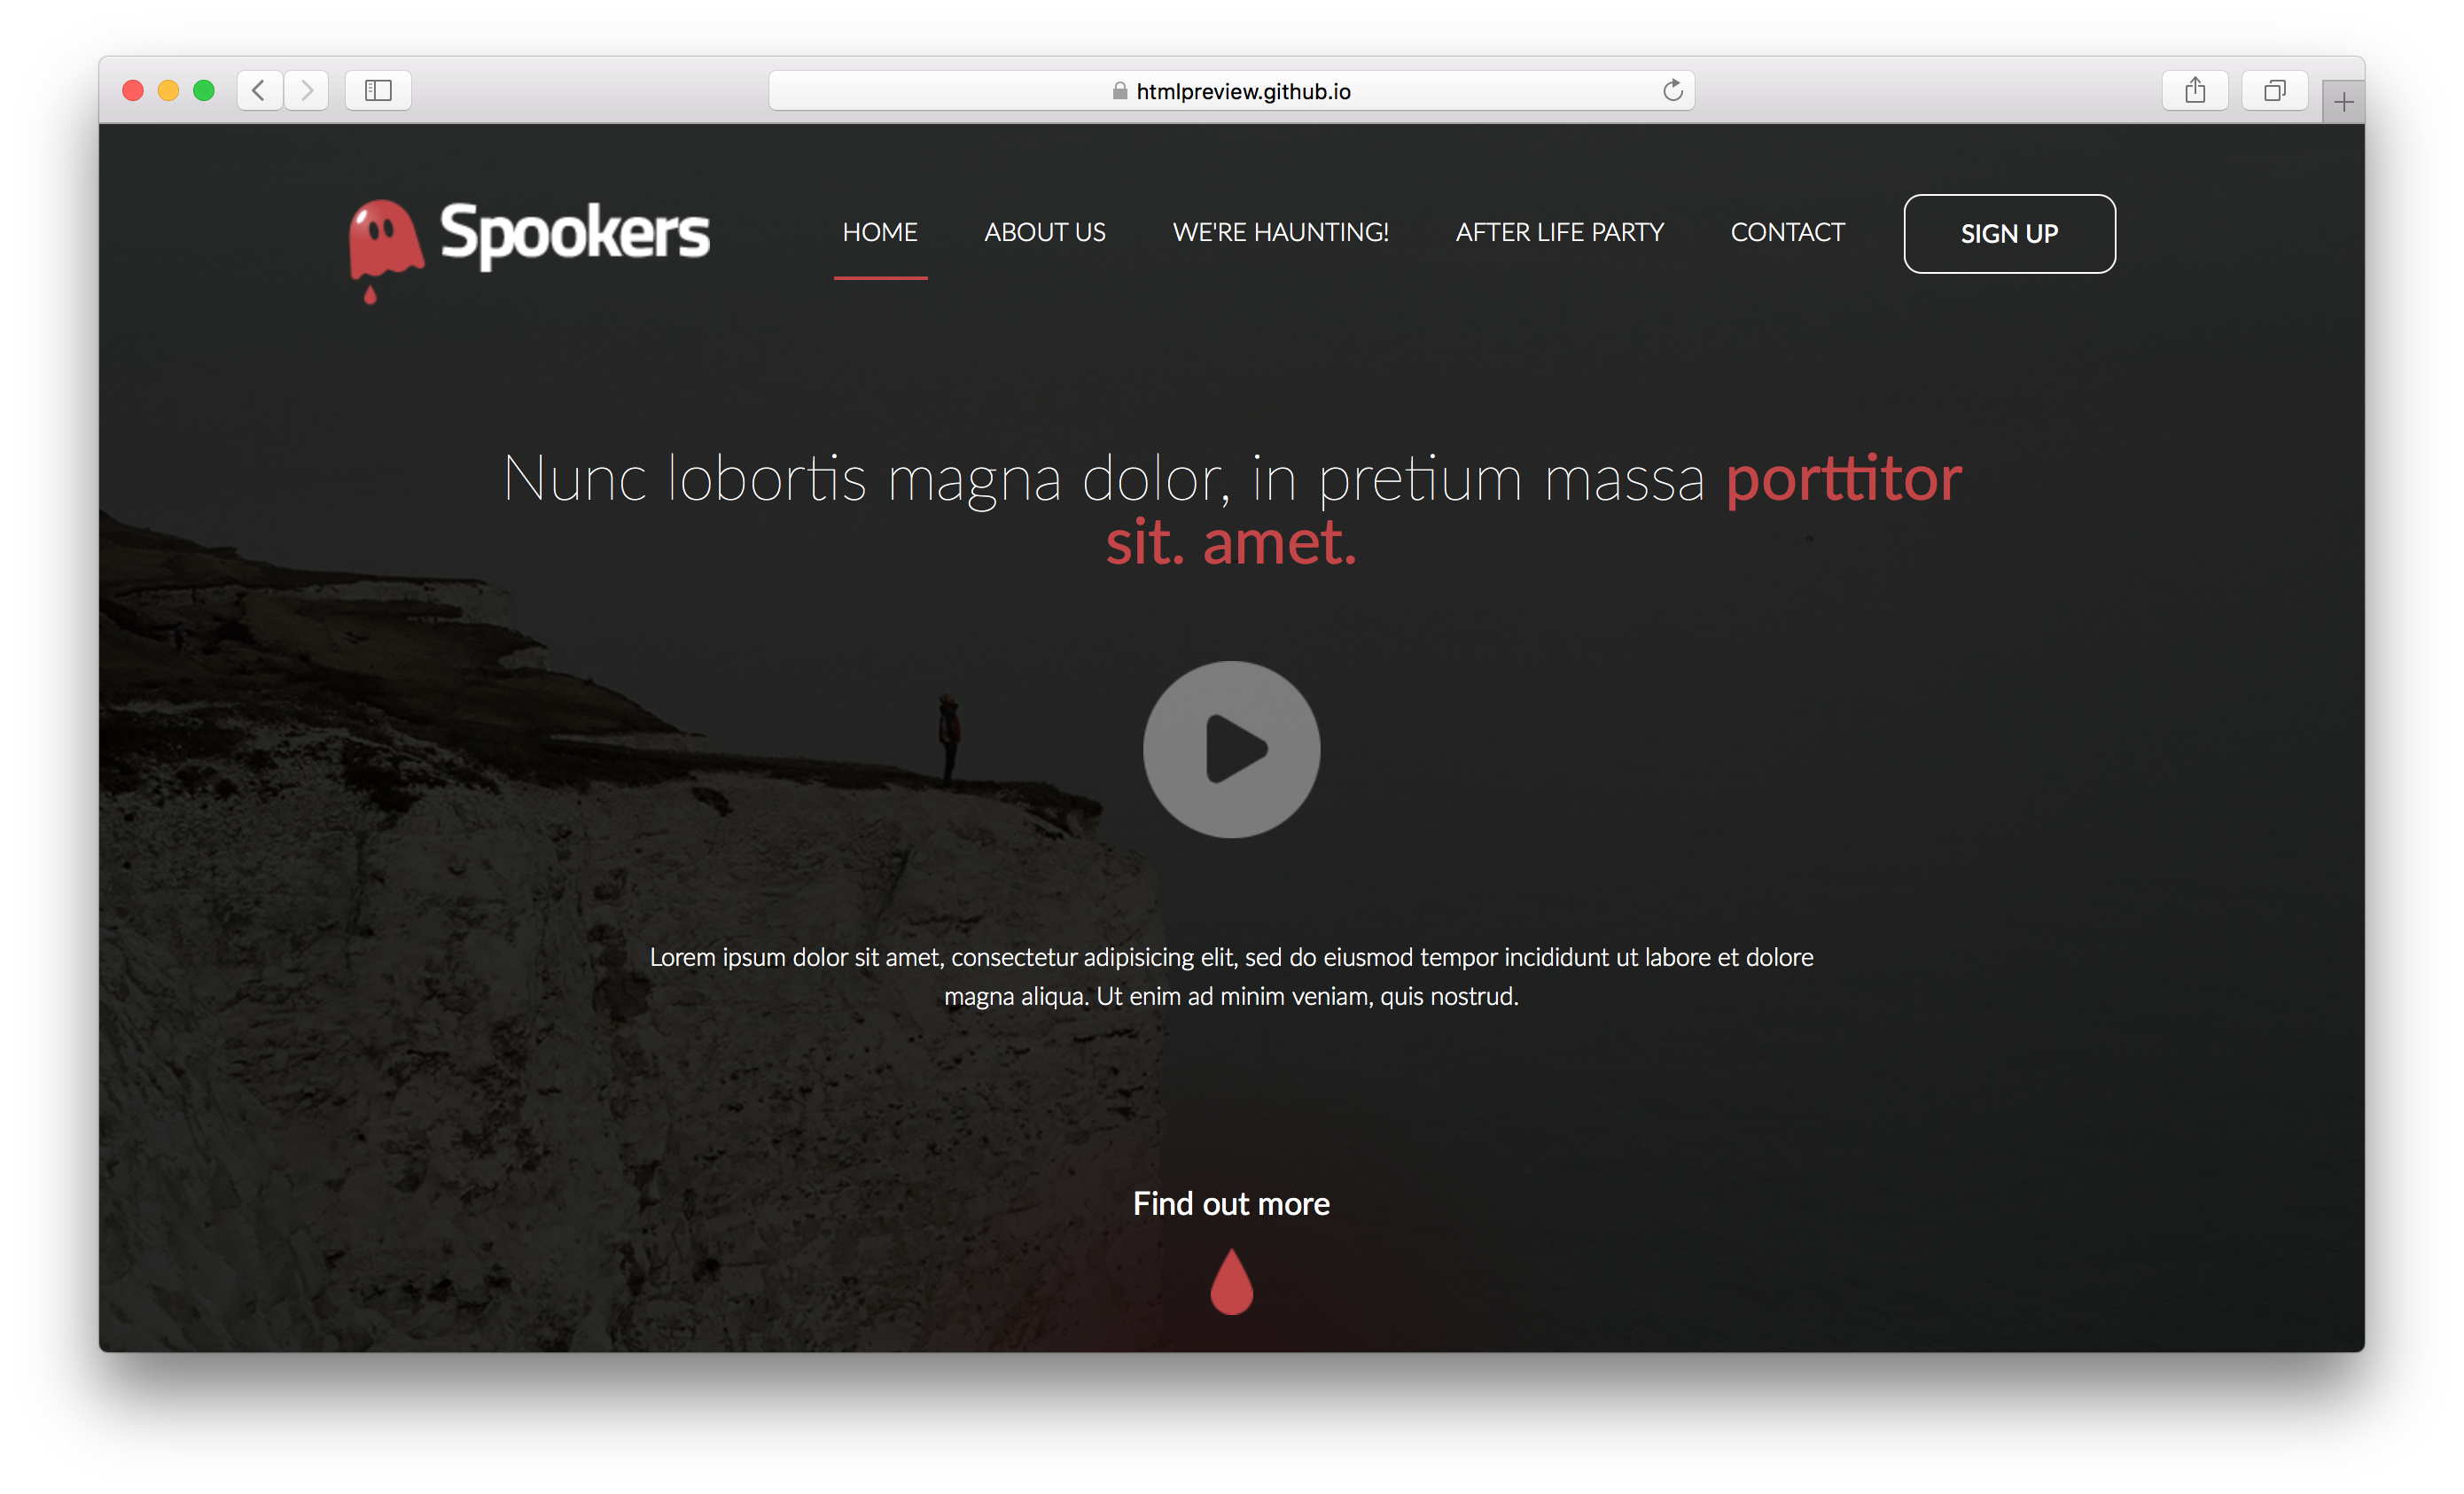 htmlpreview.github.io
Spookers
HOME
ABOUT US
WE'RE HAUNTING!
AFTER LIFE PARTY
CONTACT
SIGN UP
Nunc lobortis magna dolor, in pretium massa porttitor
sit. amet.
Lorem ipsum dolor sit amet, consectetur adipisicing elit, sed do eiusmod tempor incididunt ut labore et dolore
magna aliqua. Ut enim ad minim veniam, quis nostrud.
Find out more